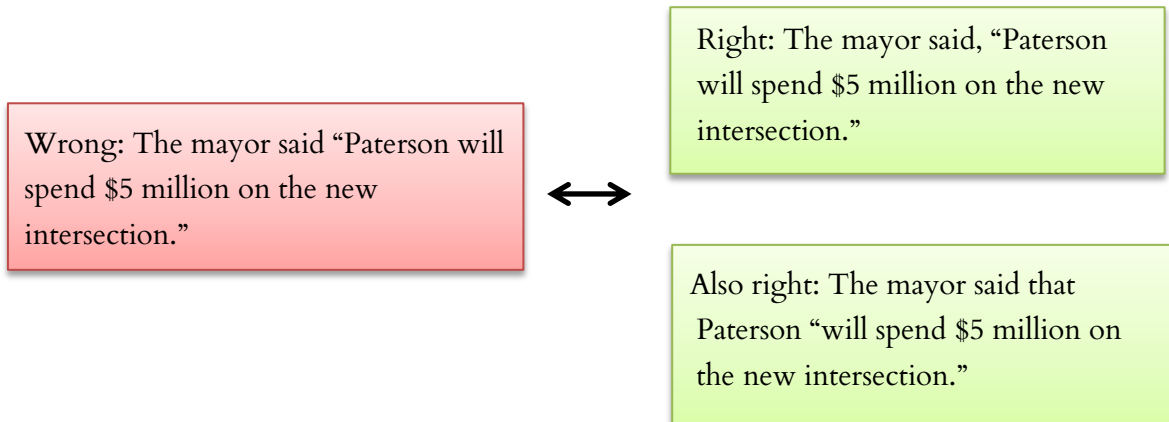 Wrong: The mayor said “Paterson will
spend $5 million on the new
intersection.”
Right: The mayor said, “Paterson
will spend $5 million on the new
intersection.”
Also right: The mayor said that
Paterson “will spend $5 million on
the new intersection.”